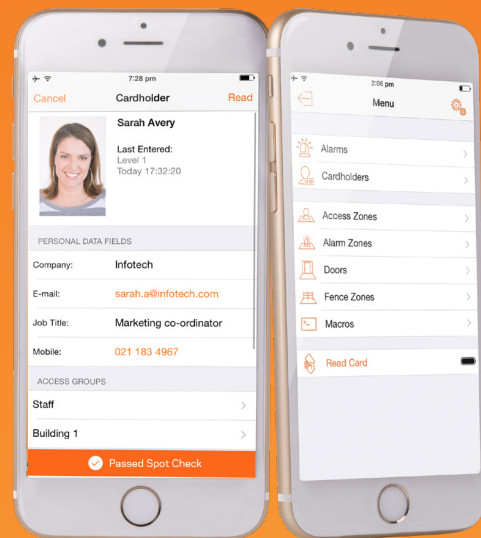 7:28 pm
Cancel
Cardholder
Read
Sarah Avery
Last Entered:
Level 1
Today 17:32:20
PERSONAL DATA FIELDS
Company: Infotech
E-mail: sarah.a@infotech.com
Job Title: Marketing co-ordinator
Mobile: 021 183 4967
ACCESS GROUPS
Staff
Building 1
Passed Spot Check
2:06 pm
Menu
Alarms
Cardholders
Access Zones
Alarm Zones
Doors
Fence Zones
Macros
Read Card